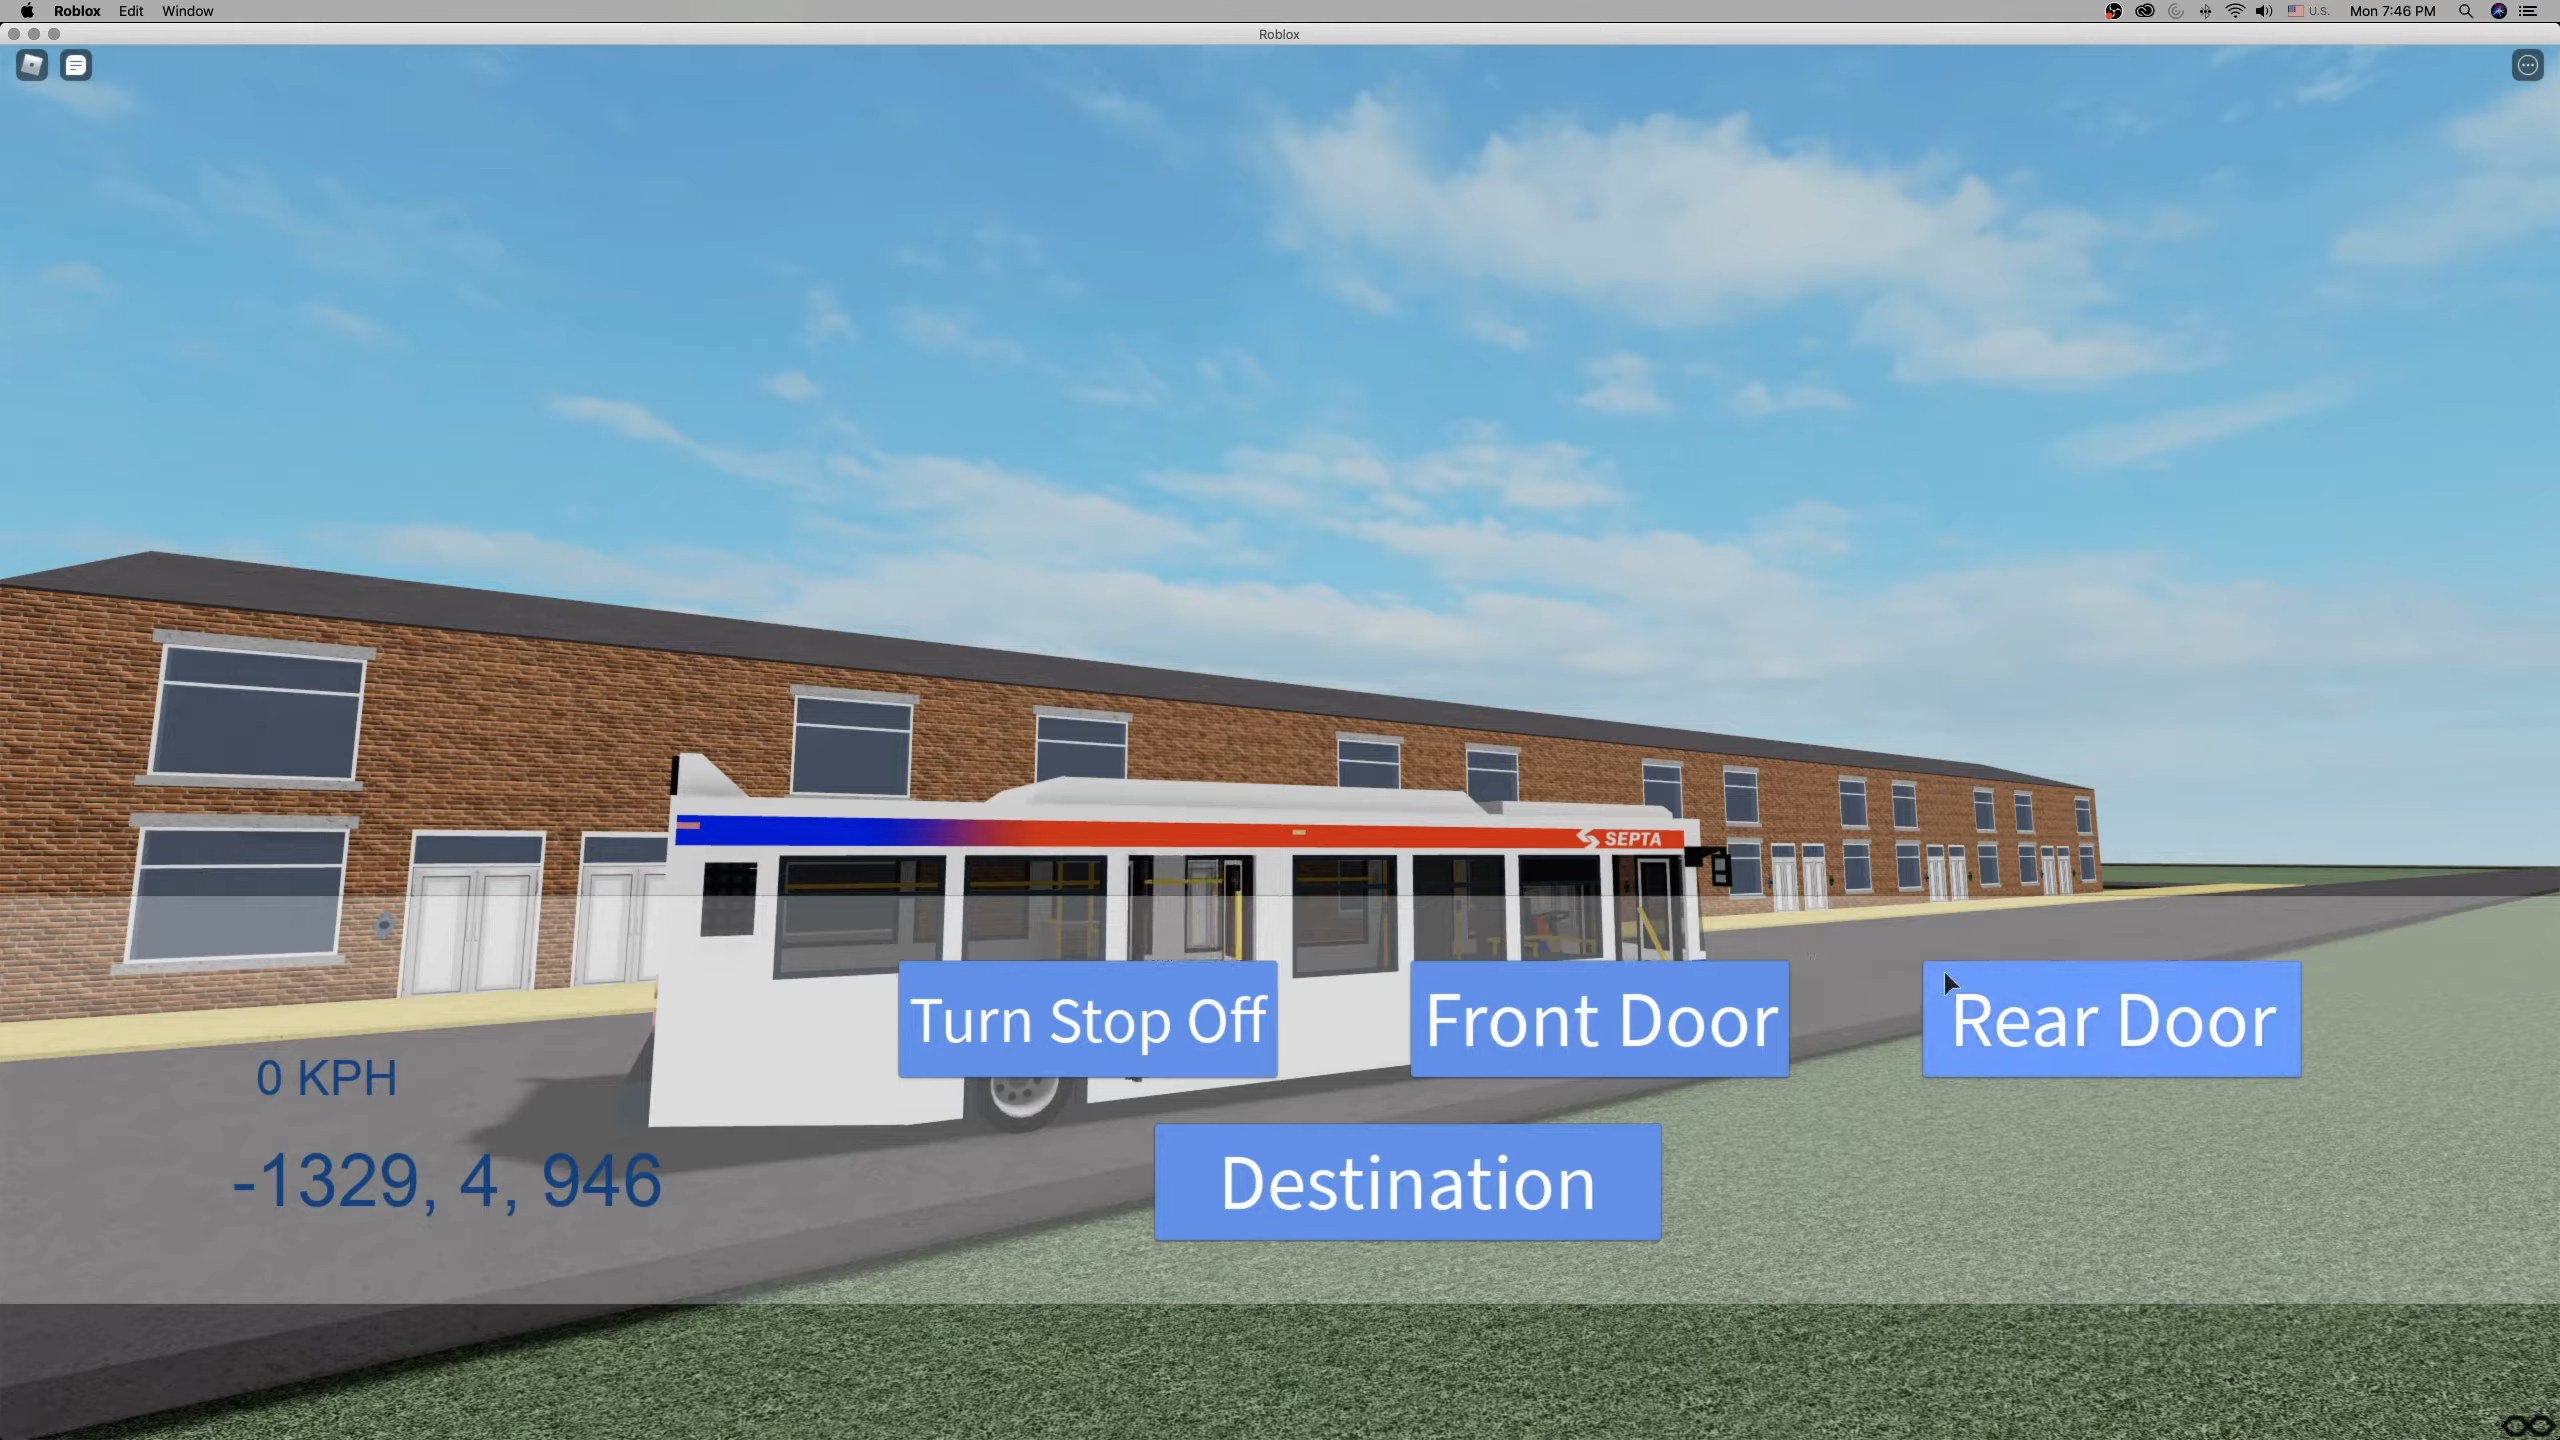 Roblox Edit Window
U.S. Mon 7:46 PM
Roblox
SEPTA
Turn Stop Off
Front Door
Rear Door
0 KPH
-1329, 4, 946
Destination